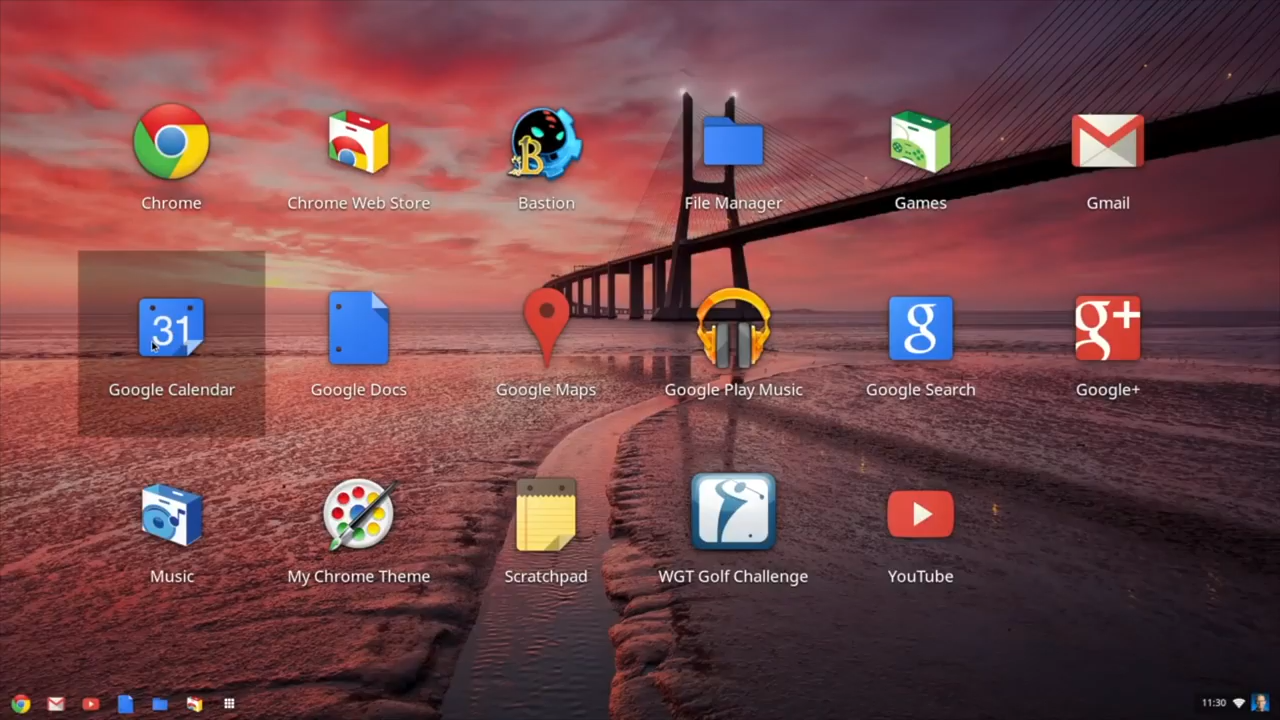 Chrome
Chrome Web Store
B
Bastion
File Manager
Games
Gmail
31
Google Calendar
Google Docs
Google Maps
Google Play Music
g
Google Search
g+
Google+
Music
My Chrome Theme
Scratchpad
WGT Golf Challenge
YouTube
11:30